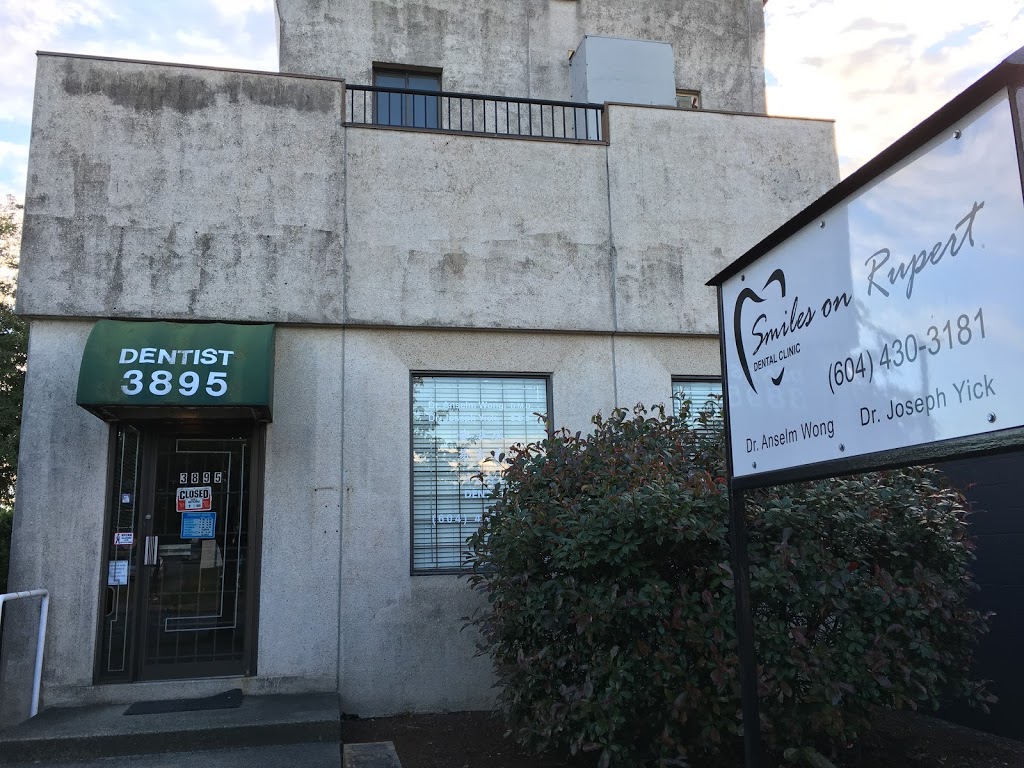 DENTIST
3895
3895
CLOSED
Smiles on Rupert
DENTAL CLINIC
(604) 430-3181
Dr. Anselm Wong
Dr. Joseph Yick